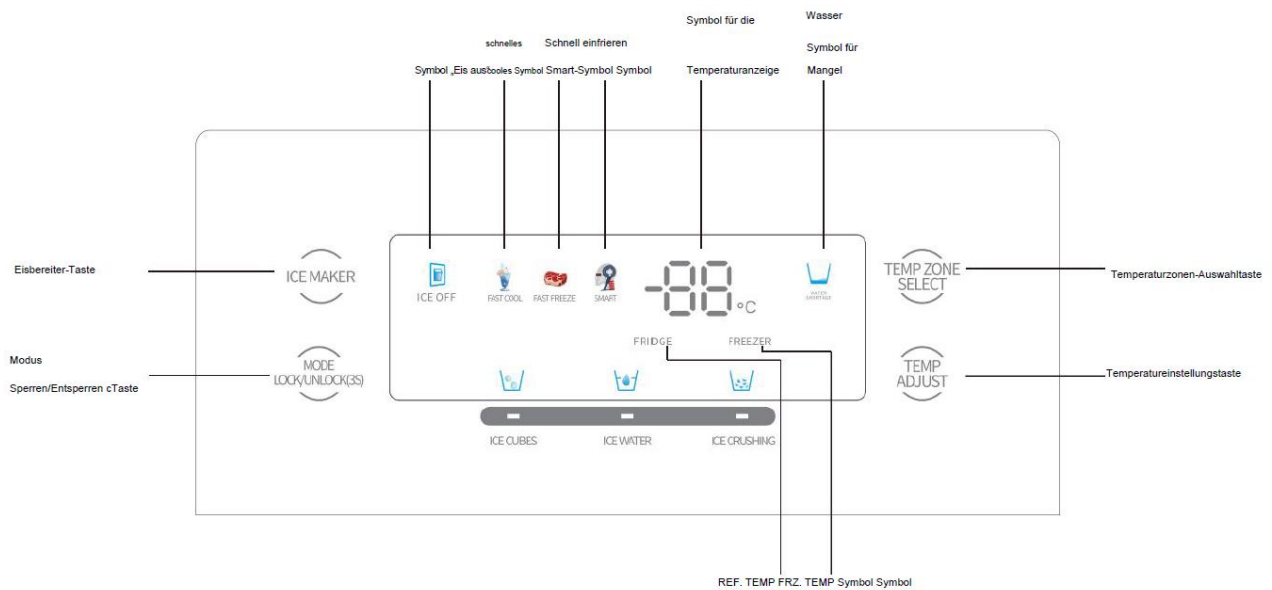 Symbol für die
Wasser
schnelles
Schnell einfrieren
Symbol für
Symbol „Eis aus“
cooles Symbol Smart-Symbol Symbol
Temperaturanzeige
Mangel
Eisbereiter-Taste
ICE MAKER
ICE OFF
FAST COOL
FAST FREEZE
SMART
-88 °C
WATER
SHORTAGE
TEMP ZONE
SELECT
Temperaturzonen-Auswahltaste
FRIDGE
FREEZER
Modus
Sperren/Entsperren cTaste
MODE
LOCK/UNLOCK(3S)
TEMP
ADJUST
Temperatureinstellungstaste
ICE CUBES
ICE WATER
ICE CRUSHING
REF. TEMP FRZ. TEMP Symbol Symbol